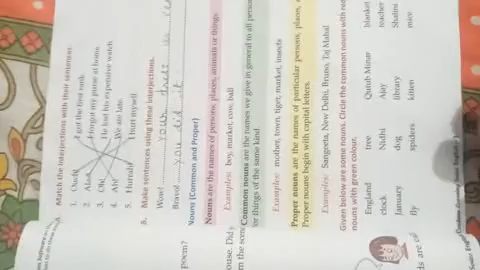 A. Match the interjections with their sentences.
1. Ouch! I got the first rank.
2. Alas! I forgot my purse at home.
3. Oh! He lost his expensive watch.
4. Ah! We are late.
5. Hurrah! I hurt myself.
B. Make sentences using these interjections.
Wow! your
Bravo! you did it
Nouns (Common and Proper)
Nouns are the names of persons, places, animals or things.
Examples: boy, market, cow, ball
Common nouns are the names we give in general to all
or things of the same kind
Examples: mother, town, tiger, market, insects
Proper nouns are the names of particular persons, places,
Proper nouns begin with capital letters.
Examples: Sangeeta, New Delhi, Bruno, Taj Mahal
Given below are some nouns. Circle the common nouns with
nouns with green colour.
England tree Qutub Minar blanket
clock Nidhi Ajay teacher
January dog library Shalini
fly spiders kitten mice
poem?